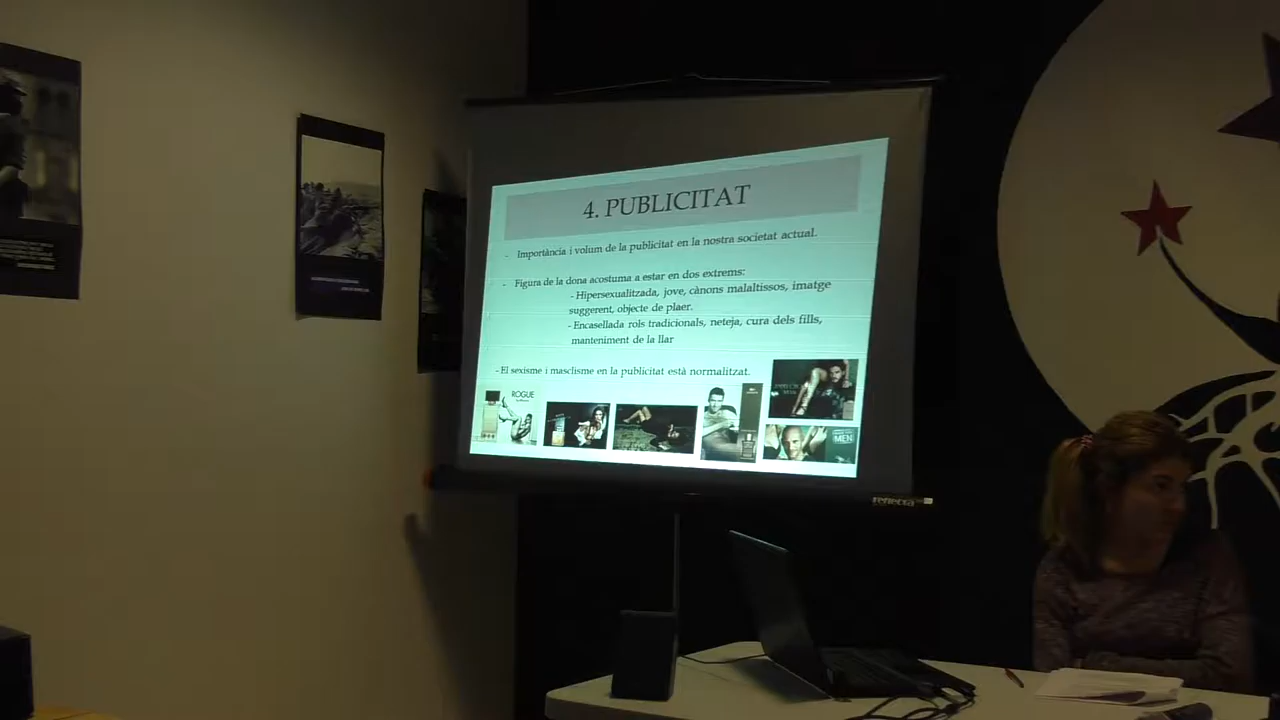 4. PUBLICITAT
- Importància i volum de la publicitat en la nostra societat actual.
- Figura de la dona acostuma a estar en dos extrems:
- Hipersexualitzada, jove, cànons malaltissos, imatge
suggerent, objecte de plaer.
- Encasellada rols tradicionals, neteja, cura dels fills,
manteniment de la llar
- El sexisme i masclisme en la publicitat està normalitzat.
ROGUE
MEN
reflecta